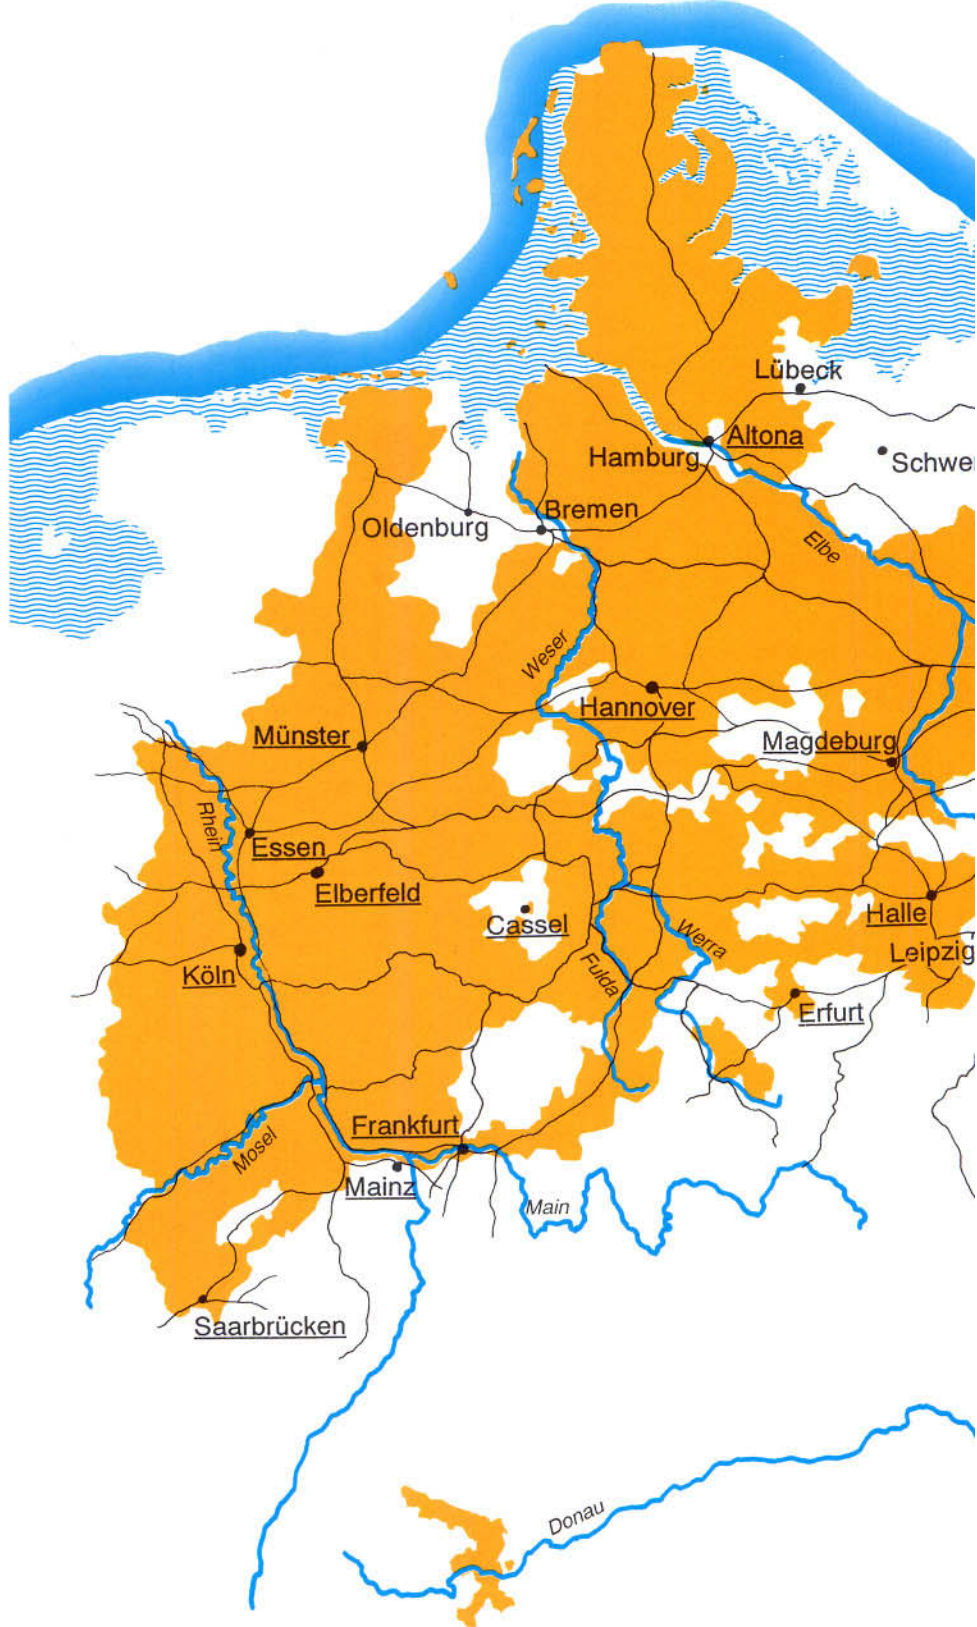 Lübeck
Altona
Hamburg
Schwe
Bremen
Oldenburg
Elbe
Weser
Hannover
Münster
Magdeburg
Rhein
Essen
Elberfeld
Cassel
Halle
Werra
Leipzig
Köln
Fulda
Erfurt
Frankfurt
Mosel
Mainz
Main
Saarbrücken
Donau